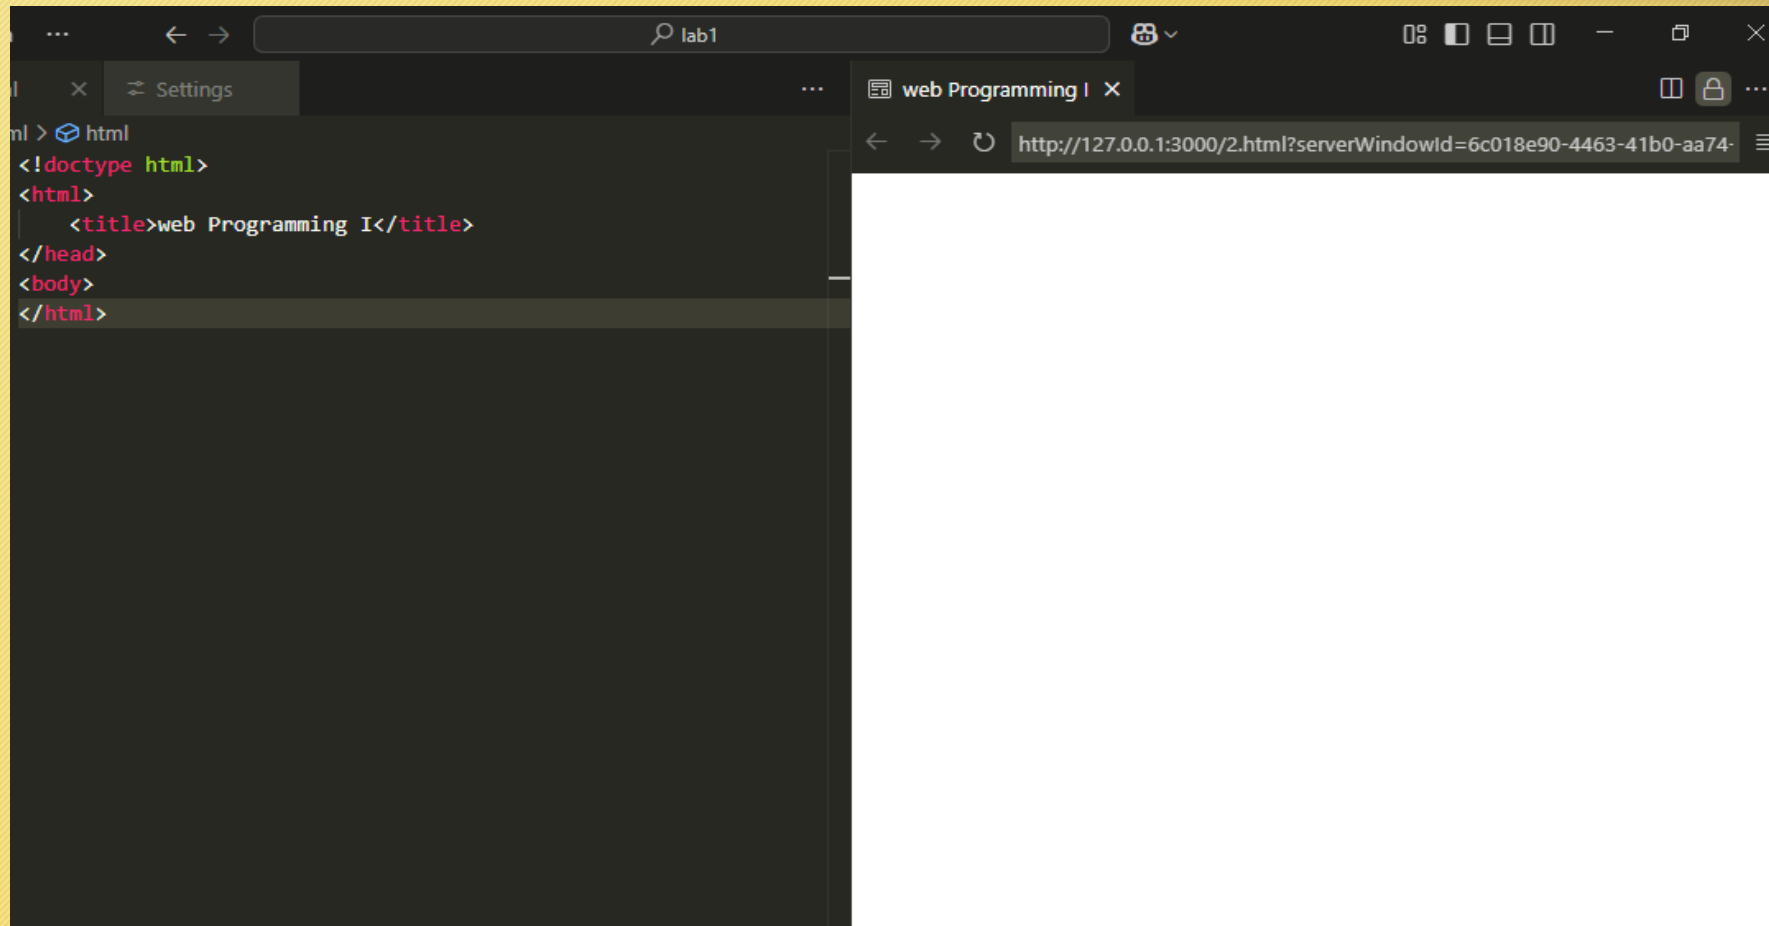 lab1
Settings
html
<!doctype html>
<html>
<title>web Programming I</title>
</head>
<body>
</html>
web Programming I
http://127.0.0.1:3000/2.html?serverWindowId=6c018e90-4463-41b0-aa74-